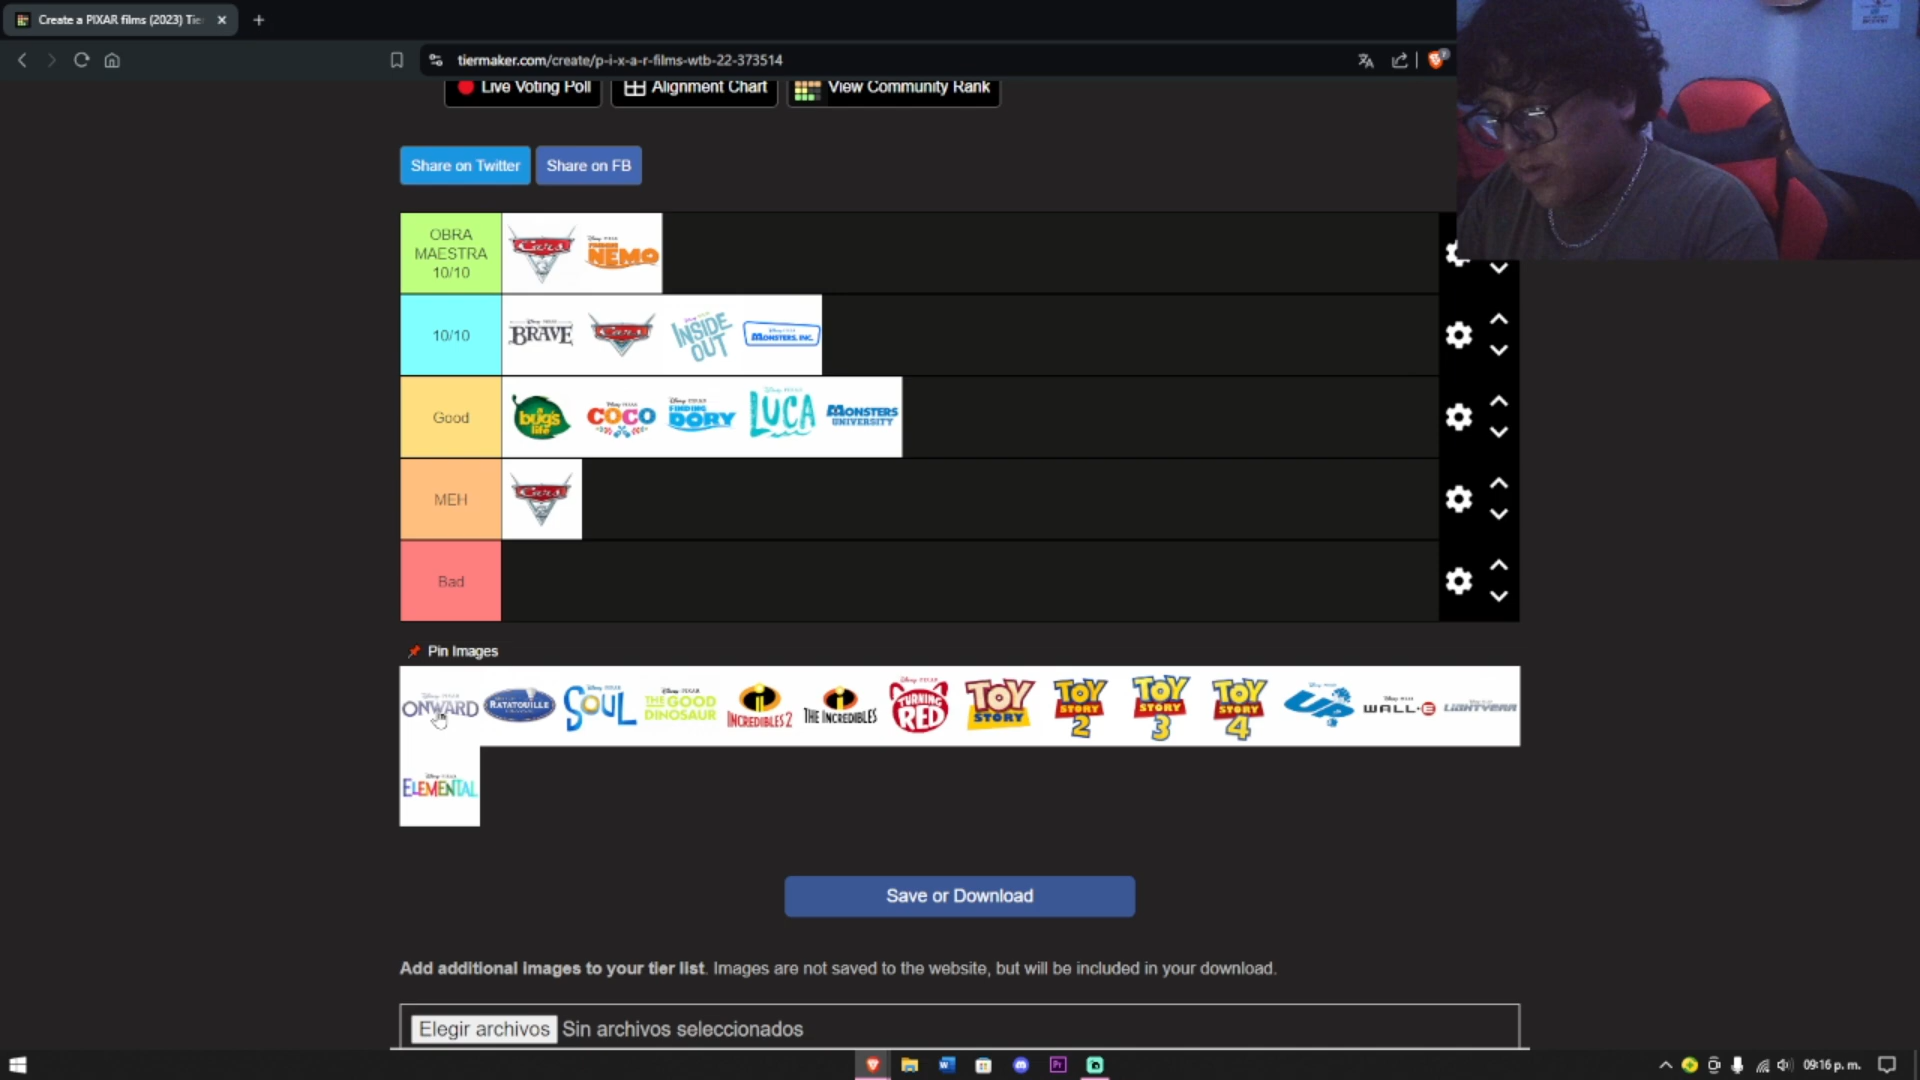 Create a PIXAR films (2023) Tie
tiermaker.com/create/p-i-x-a-r-films-wtb-22-373514
Live Voting Poll
Alignment Chart
View Community Rank
Share on Twitter
Share on FB
OBRA
MAESTRA
10/10
Cars
3
FINDING
NEMO
10/10
BRAVE
Cars
INSIDE
OUT
MONSTERS, INC.
Good
a bug's
life
COCO
FINDING
DORY
LUCA
MONSTERS
UNIVERSITY
MEH
Cars
2
Bad
Pin Images
ONWARD
RATATOUILLE
SOUL
THE GOOD
DINOSAUR
INCREDIBLES 2
THE INCREDIBLES
TURNING
RED
TOY
STORY
TOY
STORY
2
TOY
STORY
3
TOY
STORY
4
UP
WALL·E
LIGHTYEAR
ELEMENTAL
Save or Download
Add additional images to your tier list. Images are not saved to the website, but will be included in your download.
Elegir archivos Sin archivos seleccionados
09:16 p. m.